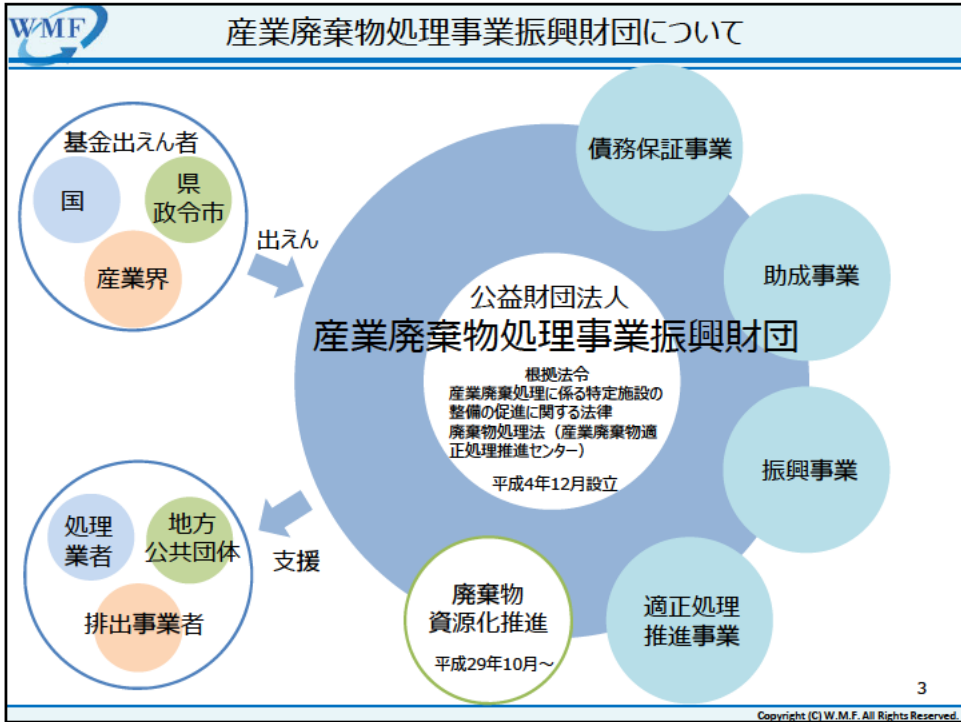 WMF
産業廃棄物処理事業振興財団について
基金出えん者
国
県
政令市
産業界
出えん
公益財団法人
産業廃棄物処理事業振興財団
根拠法令
産業廃棄処理に係る特定施設の
整備の促進に関する法律
廃棄物処理法（産業廃棄物適
正処理推進センター）
平成4年12月設立
債務保証事業
助成事業
振興事業
適正処理
推進事業
廃棄物
資源化推進
平成29年10月～
支援
処理
業者
地方
公共団体
排出事業者
3
Copyright (C) W.M.F. All Rights Reserved.